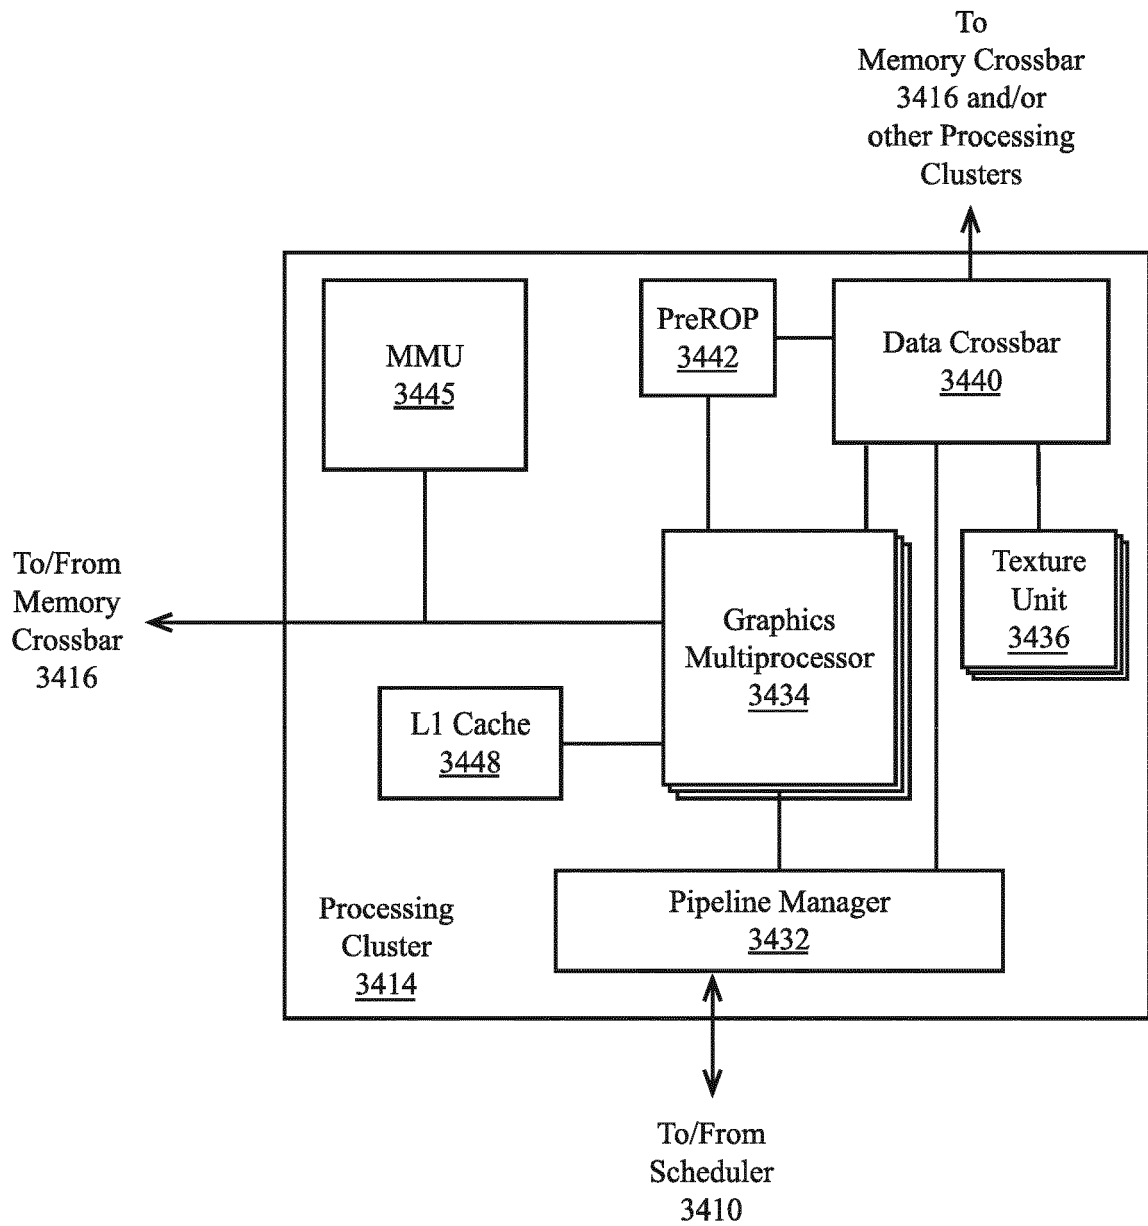 To
Memory Crossbar
3416 and/or
other Processing
Clusters
MMU
3445
PreROP
3442
Data Crossbar
3440
To/From
Memory
Crossbar
3416
Graphics
Multiprocessor
3434
Texture
Unit
3436
L1 Cache
3448
Processing
Cluster
3414
Pipeline Manager
3432
To/From
Scheduler
3410